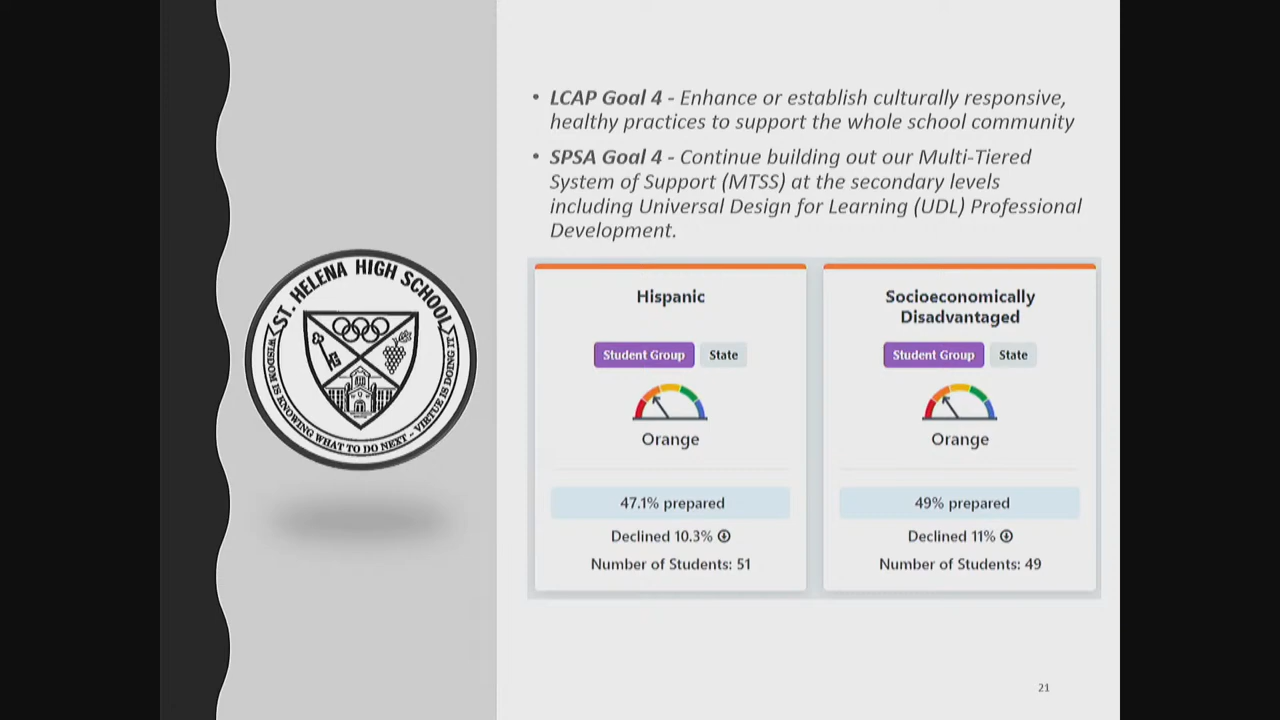 • LCAP Goal 4 - Enhance or establish culturally responsive,
healthy practices to support the whole school community
• SPSA Goal 4 - Continue building out our Multi-Tiered
System of Support (MTSS) at the secondary levels
including Universal Design for Learning (UDL) Professional
Development.
ST. HELENA HIGH SCHOOL
WISDOM IS KNOWING WHAT TO DO NEXT - VIRTUE IS DOING IT
Hispanic
Student Group State
Orange
47.1% prepared
Declined 10.3%
Number of Students: 51
Socioeconomically
Disadvantaged
Student Group State
Orange
49% prepared
Declined 11%
Number of Students: 49
21